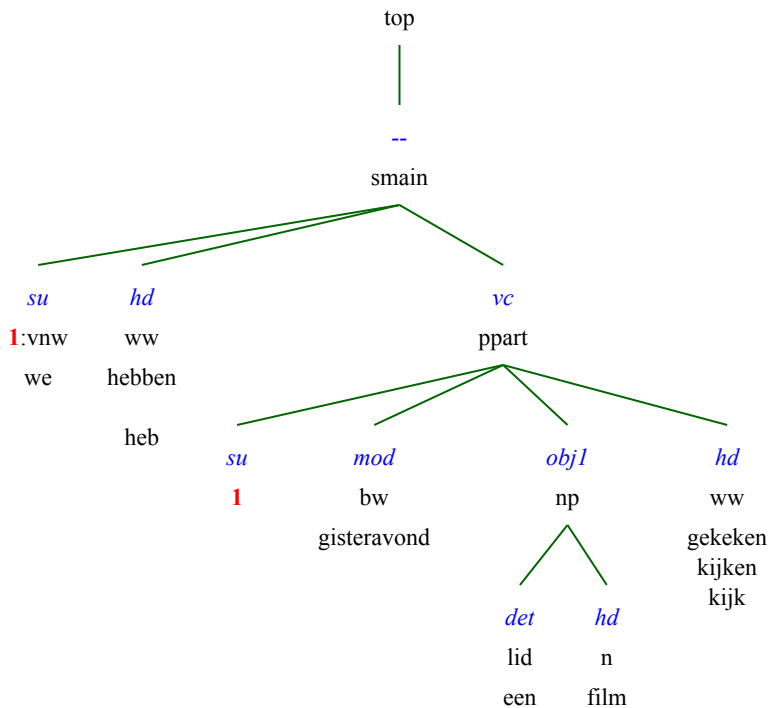 top
--
smain
su hd vc
1:vnw ww ppart
we hebben
heb
su mod obj1 hd
1 bw np ww
gisteravond gekeken
kijken
kijk
det hd
lid n
een film